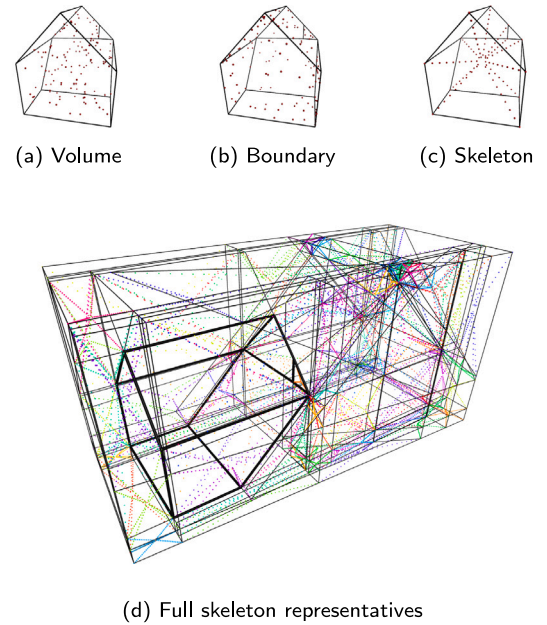 (a) Volume
(b) Boundary
(c) Skeleton
(d) Full skeleton representatives